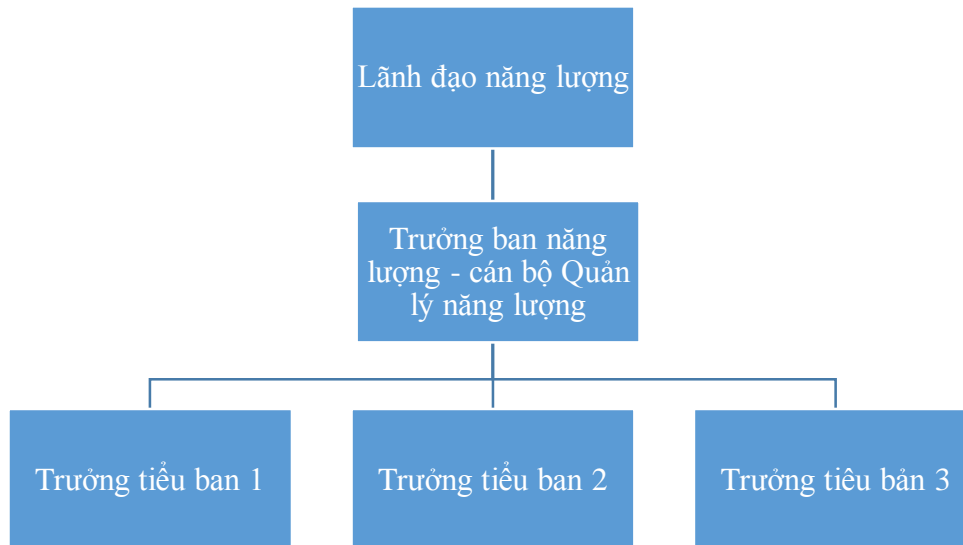 Lãnh đạo năng lượng
Trưởng ban năng
lượng - cán bộ Quản
lý năng lượng
Trưởng tiểu ban 1
Trưởng tiểu ban 2
Trưởng tiêu bản 3